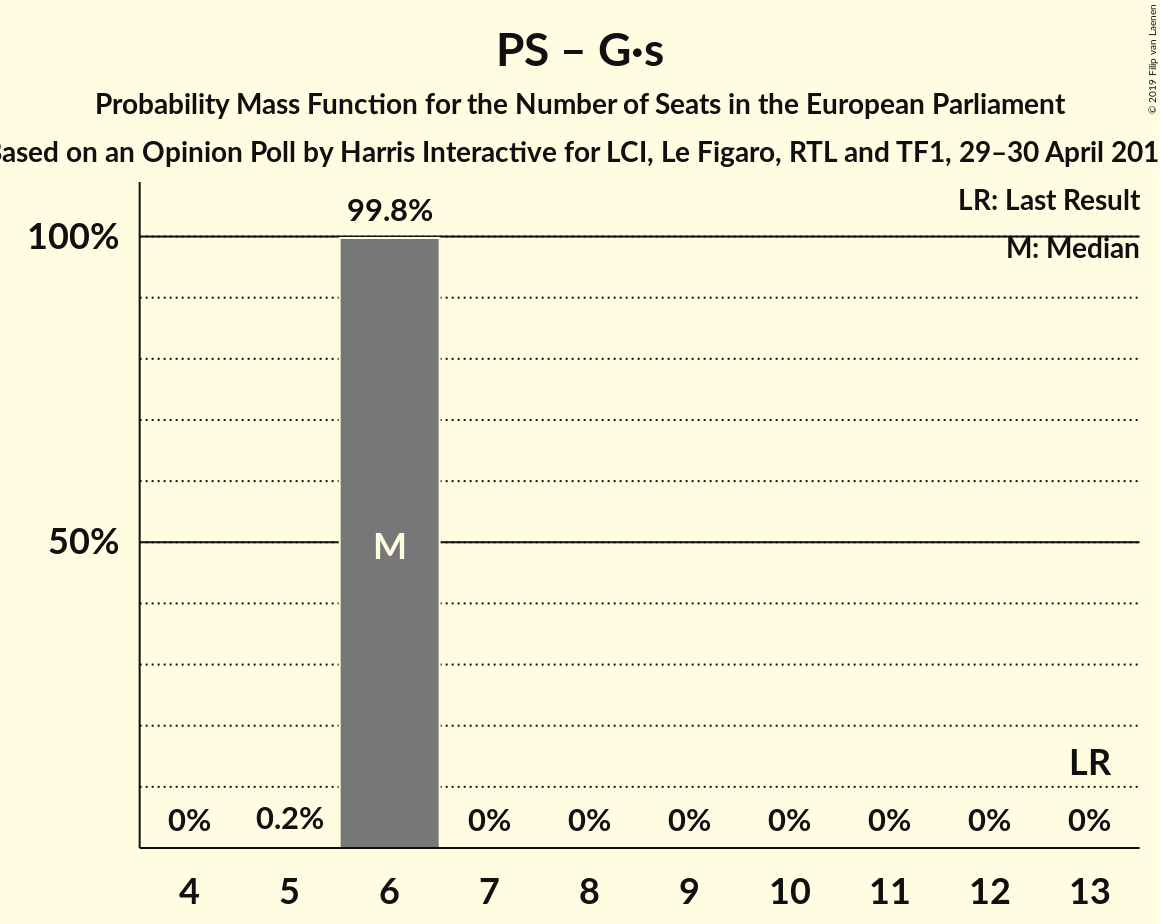 PS – G·s
Probability Mass Function for the Number of Seats in the European Parliament
Based on an Opinion Poll by Harris Interactive for LCI, Le Figaro, RTL and TF1, 29–30 April 201
© 2019 Filip van Laenen
LR: Last Result
M: Median
99.8%
100%
50%
M
LR
0% 0.2% 0% 0% 0% 0% 0% 0% 0%
4 5 6 7 8 9 10 11 12 13